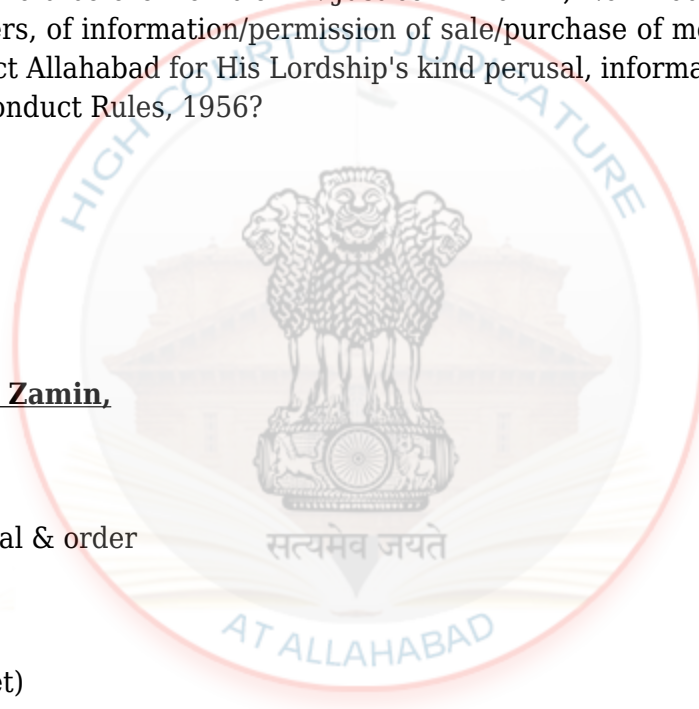 ers, of information/permission of sale/purchase of m
ct Allahabad for His Lordship's kind perusal, informa
onduct Rules, 1956?
HIGH COURT OF JUDICATURE
Zamin,
al & order
सत्यमेव जयते
AT ALLAHABAD
et)